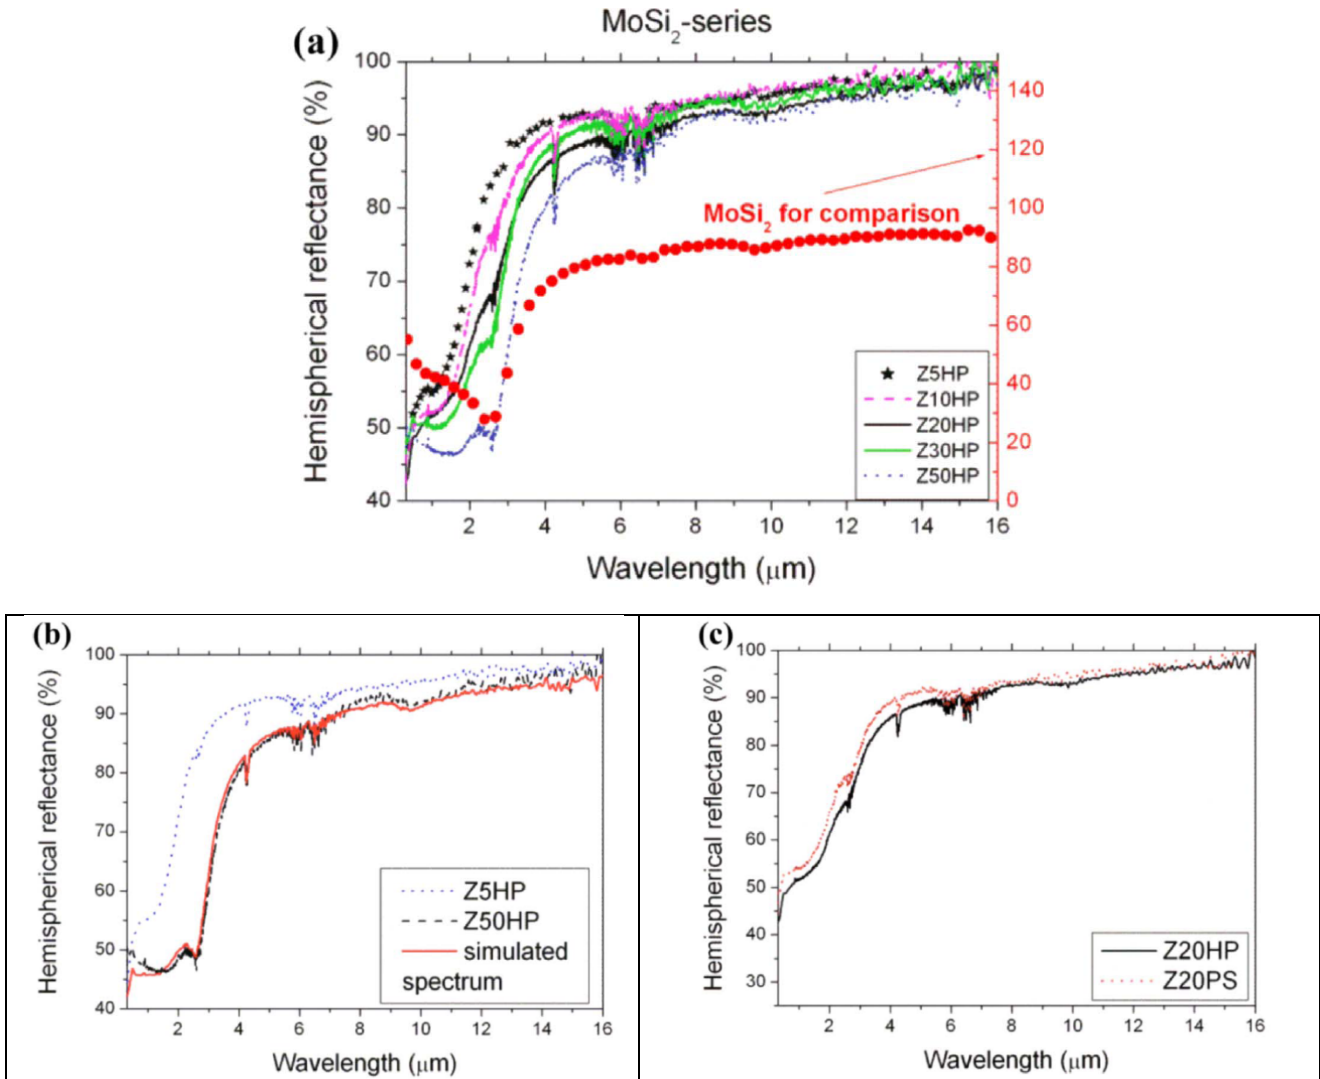 MoSi₂-series
(a)
100
90
80
70
60
50
40
Hemispherical reflectance (%)
140
120
100
80
60
40
20
0
MoSi₂ for comparison
Z5HP
Z10HP
Z20HP
Z30HP
Z50HP
2 4 6 8 10 12 14 16
Wavelength (μm)
(b)
100
90
80
70
60
50
40
Hemispherical reflectance (%)
Z5HP
Z50HP
simulated
spectrum
2 4 6 8 10 12 14 16
Wavelength (μm)
(c)
100
90
80
70
60
50
40
30
Hemispherical reflectance (%)
Z20HP
Z20PS
2 4 6 8 10 12 14 16
Wavelength (μm)